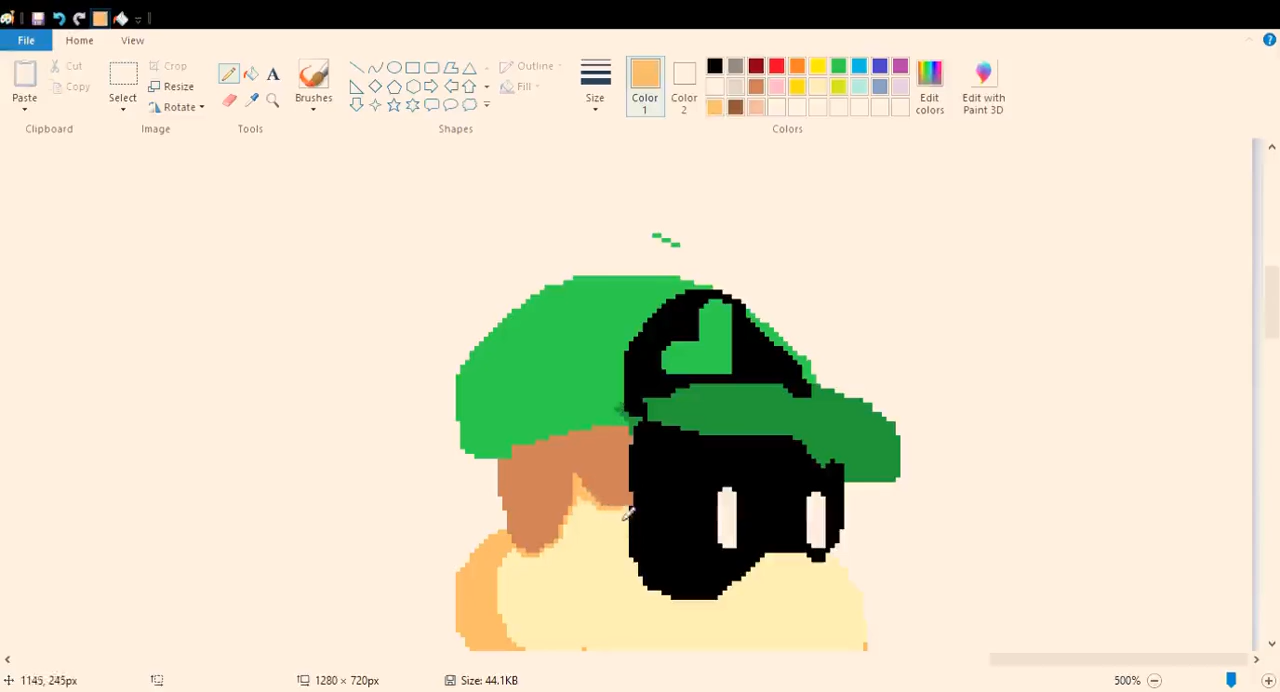 File Home View
Paste
Cut
Copy
Clipboard
Select
Crop
Resize
Rotate
Image
A
Tools
Brushes
Outline
Fill
Shapes
Size
Color 1
Color 2
Edit colors
Edit with Paint 3D
Colors
?
1145, 245px 1280 × 720px Size: 44.1KB 500%